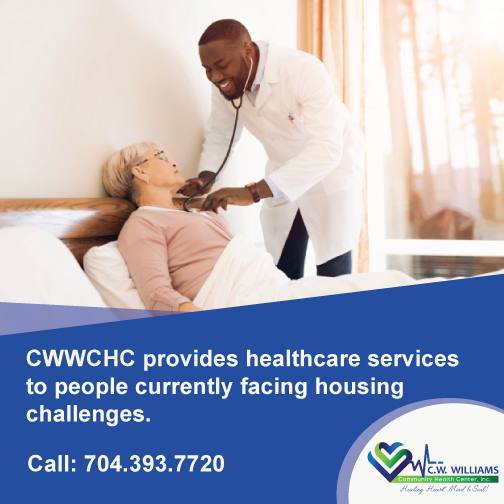 CWWCHC provides healthcare services
to people currently facing housing
challenges.
Call: 704.393.7720
C.W. WILLIAMS
Community Health Center, Inc.
Healing Heart, Mind & Soul!